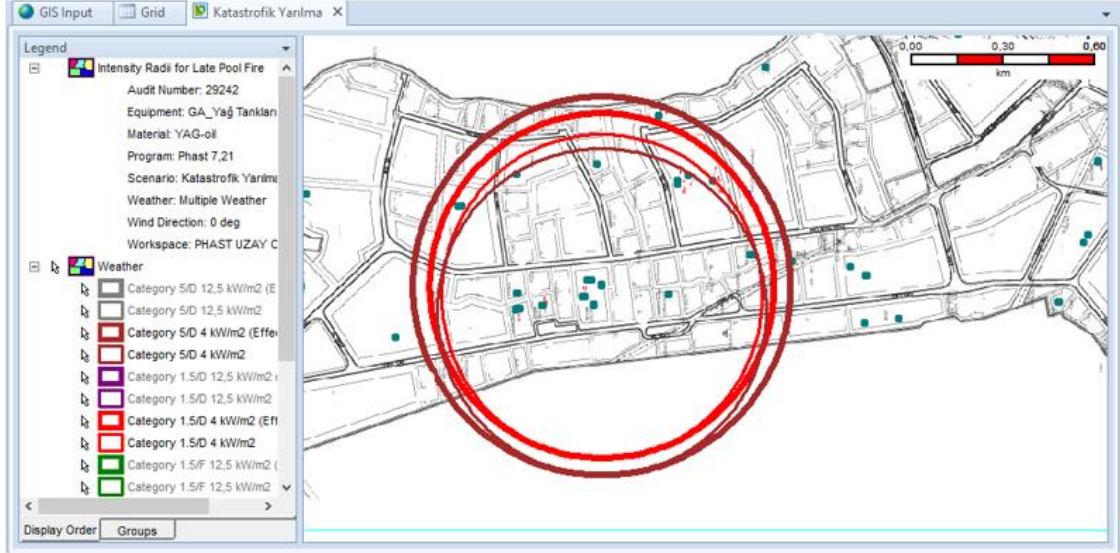 GIS Input Grid Katastrofik Yarılma
Legend
Intensity Radii for Late Pool Fire
Audit Number: 29242
Equipment: GA_Yağ Tankları
Material: YAG-oil
Program: Phast 7,21
Scenario: Katastrofik Yarılma
Weather: Multiple Weather
Wind Direction: 0 deg
Workspace: PHAST UZAY C
Weather
Category 5/D 12,5 kW/m2 (E
Category 5/D 12,5 kW/m2
Category 5/D 4 kW/m2 (Effe
Category 5/D 4 kW/m2
Category 1.5/D 12,5 kW/m2 (
Category 1.5/D 12,5 kW/m2
Category 1.5/D 4 kW/m2 (Eff
Category 1.5/D 4 kW/m2
Category 1.5/F 12,5 kW/m2 (
Category 1.5/F 12,5 kW/m2
Display Order Groups
0,00 0,30 0,60
km